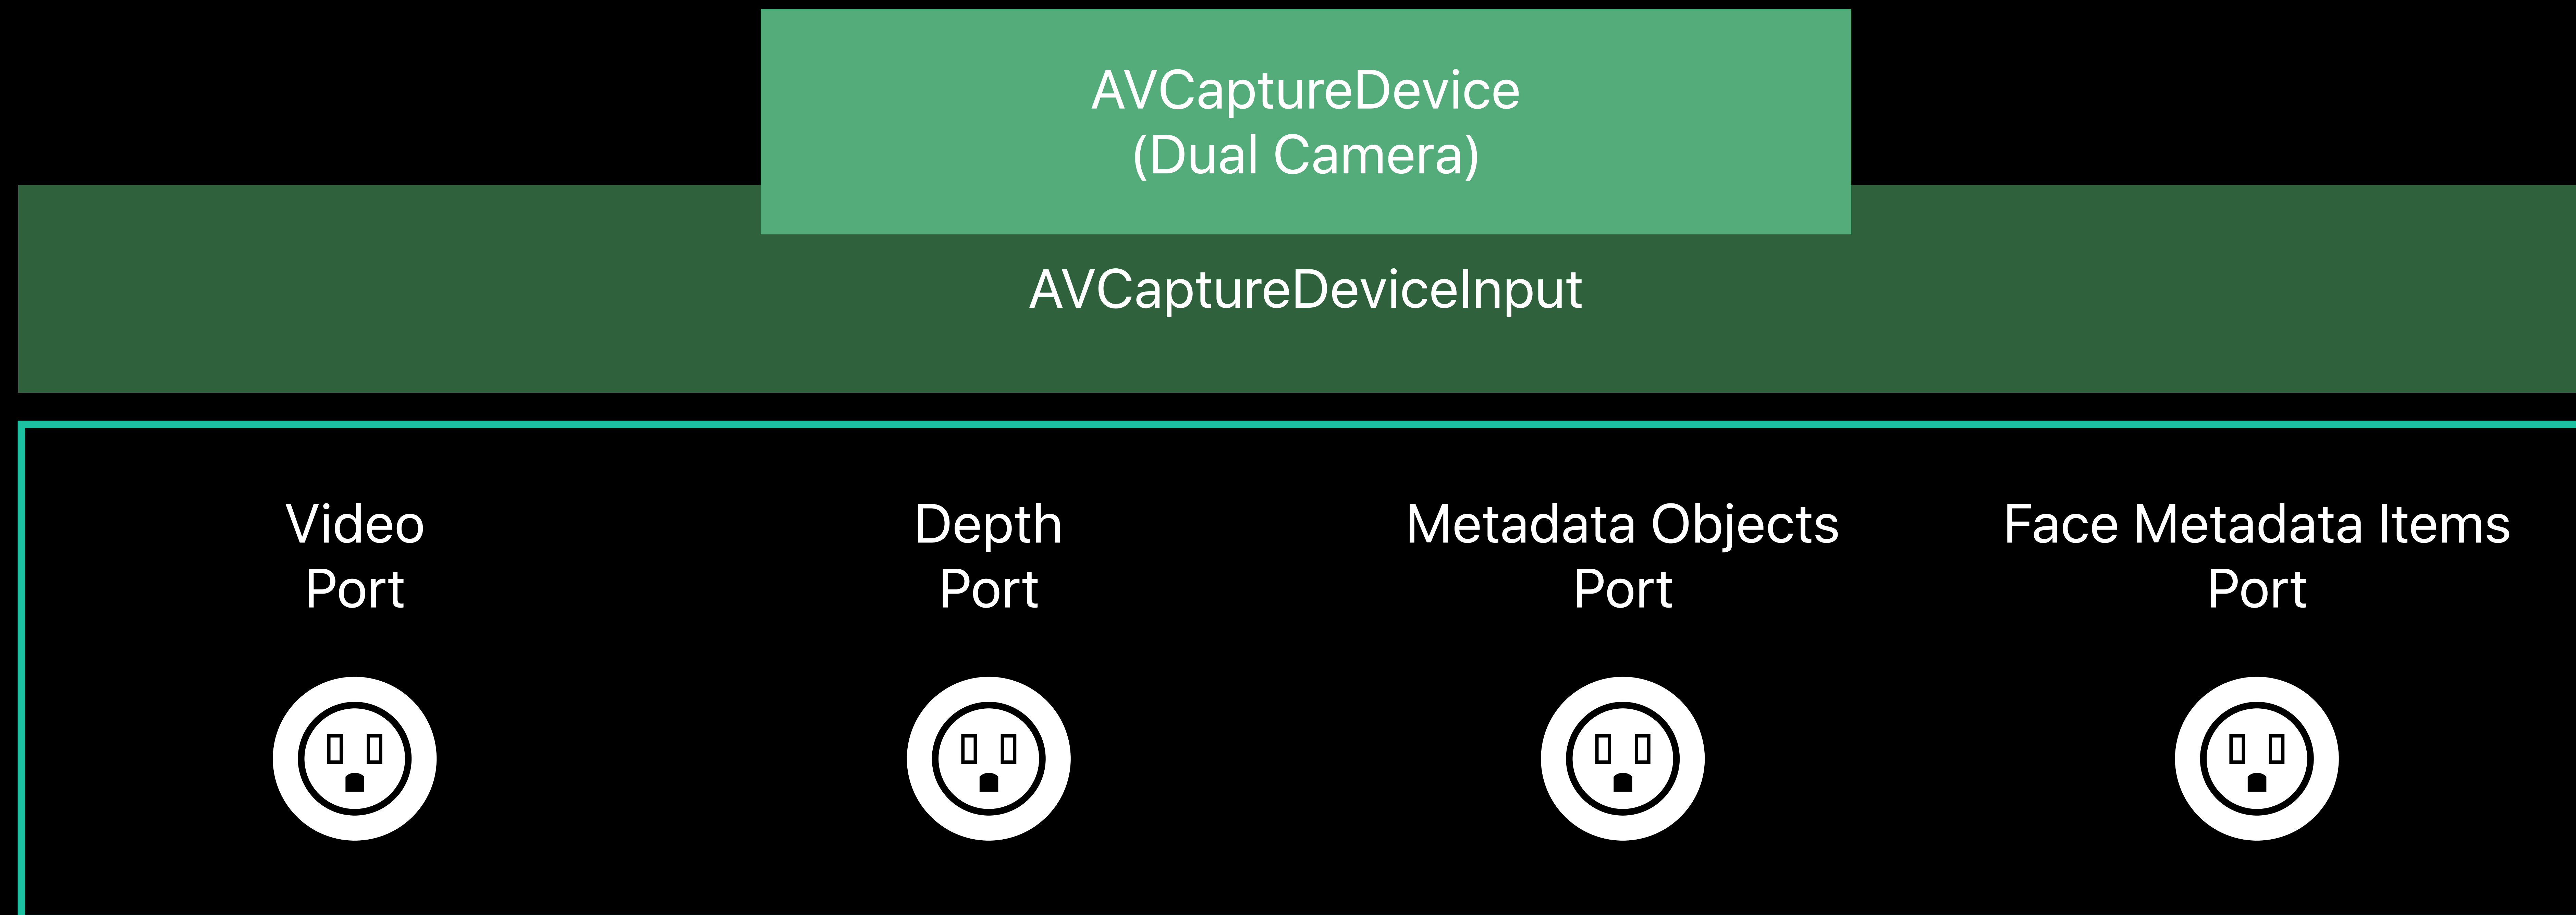 AVCaptureDevice
(Dual Camera)
AVCaptureDeviceInput
Video
Port
Depth
Port
Metadata Objects
Port
Face Metadata Items
Port